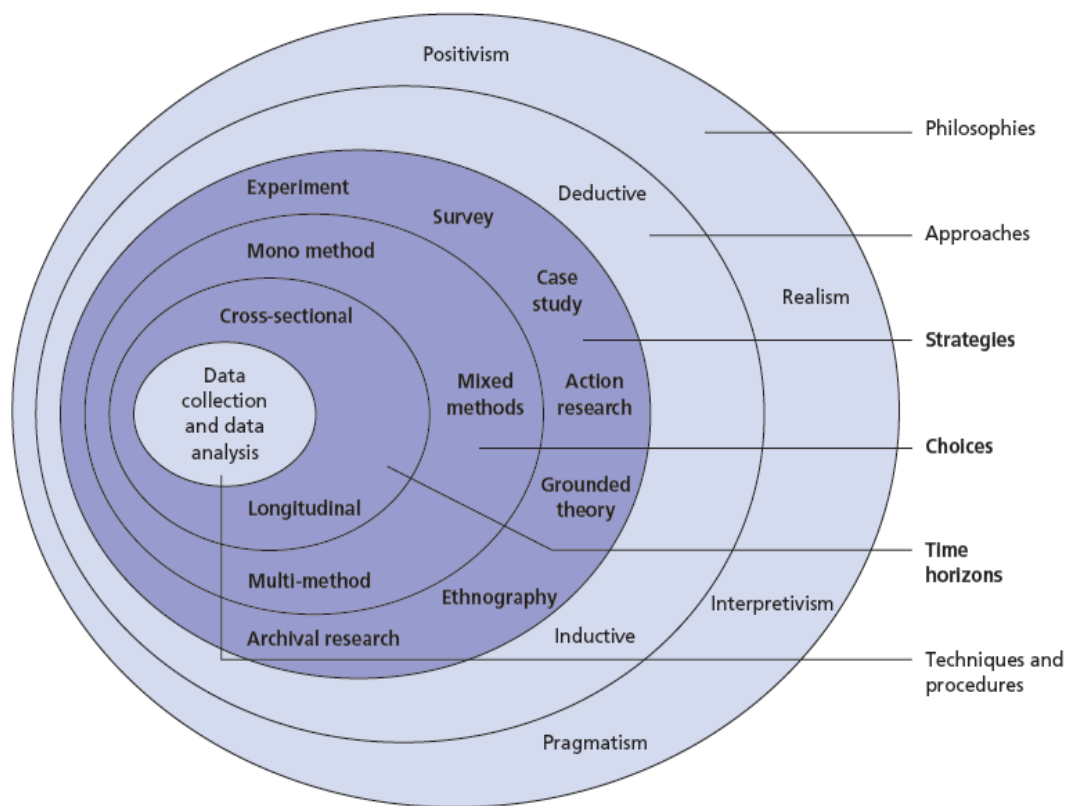 Positivism
Philosophies
Experiment
Deductive
Survey
Approaches
Mono method
Case
study
Realism
Cross-sectional
Strategies
Data
collection
and data
analysis
Mixed
methods
Action
research
Choices
Longitudinal
Grounded
theory
Time
horizons
Multi-method
Ethnography
Interpretivism
Archival research
Inductive
Techniques and
procedures
Pragmatism